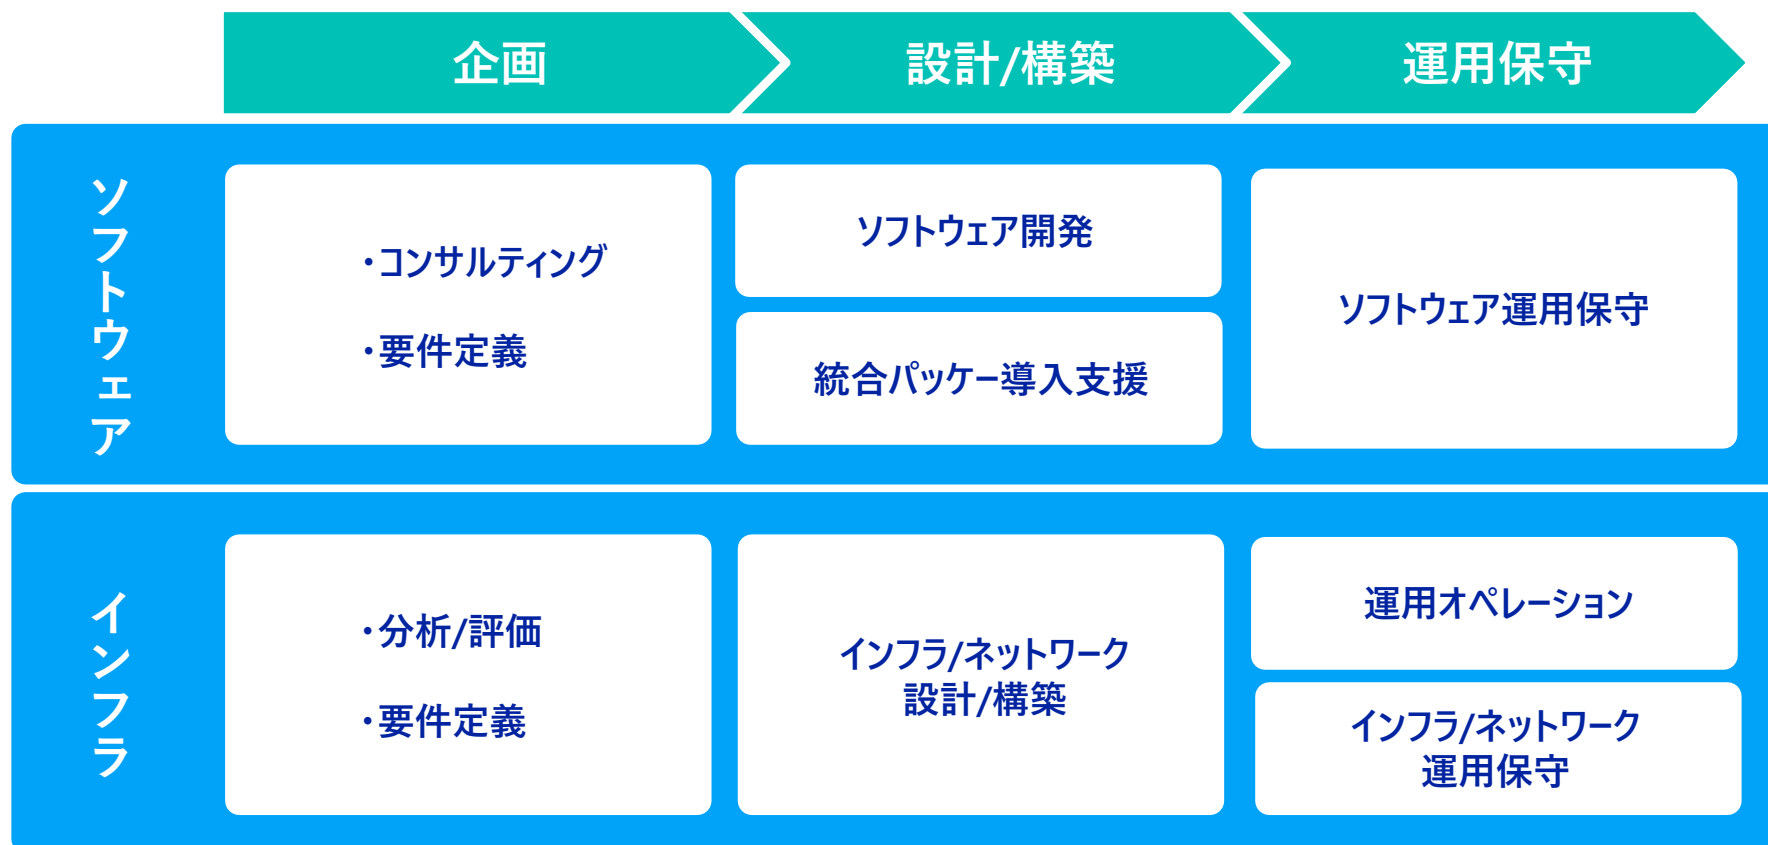 企画
設計/構築
運用保守
ソフトウェア
・コンサルティング
・要件定義
ソフトウェア開発
統合パッケー導入支援
ソフトウェア運用保守
インフラ
・分析/評価
・要件定義
インフラ/ネットワーク
設計/構築
運用オペレーション
インフラ/ネットワーク
運用保守